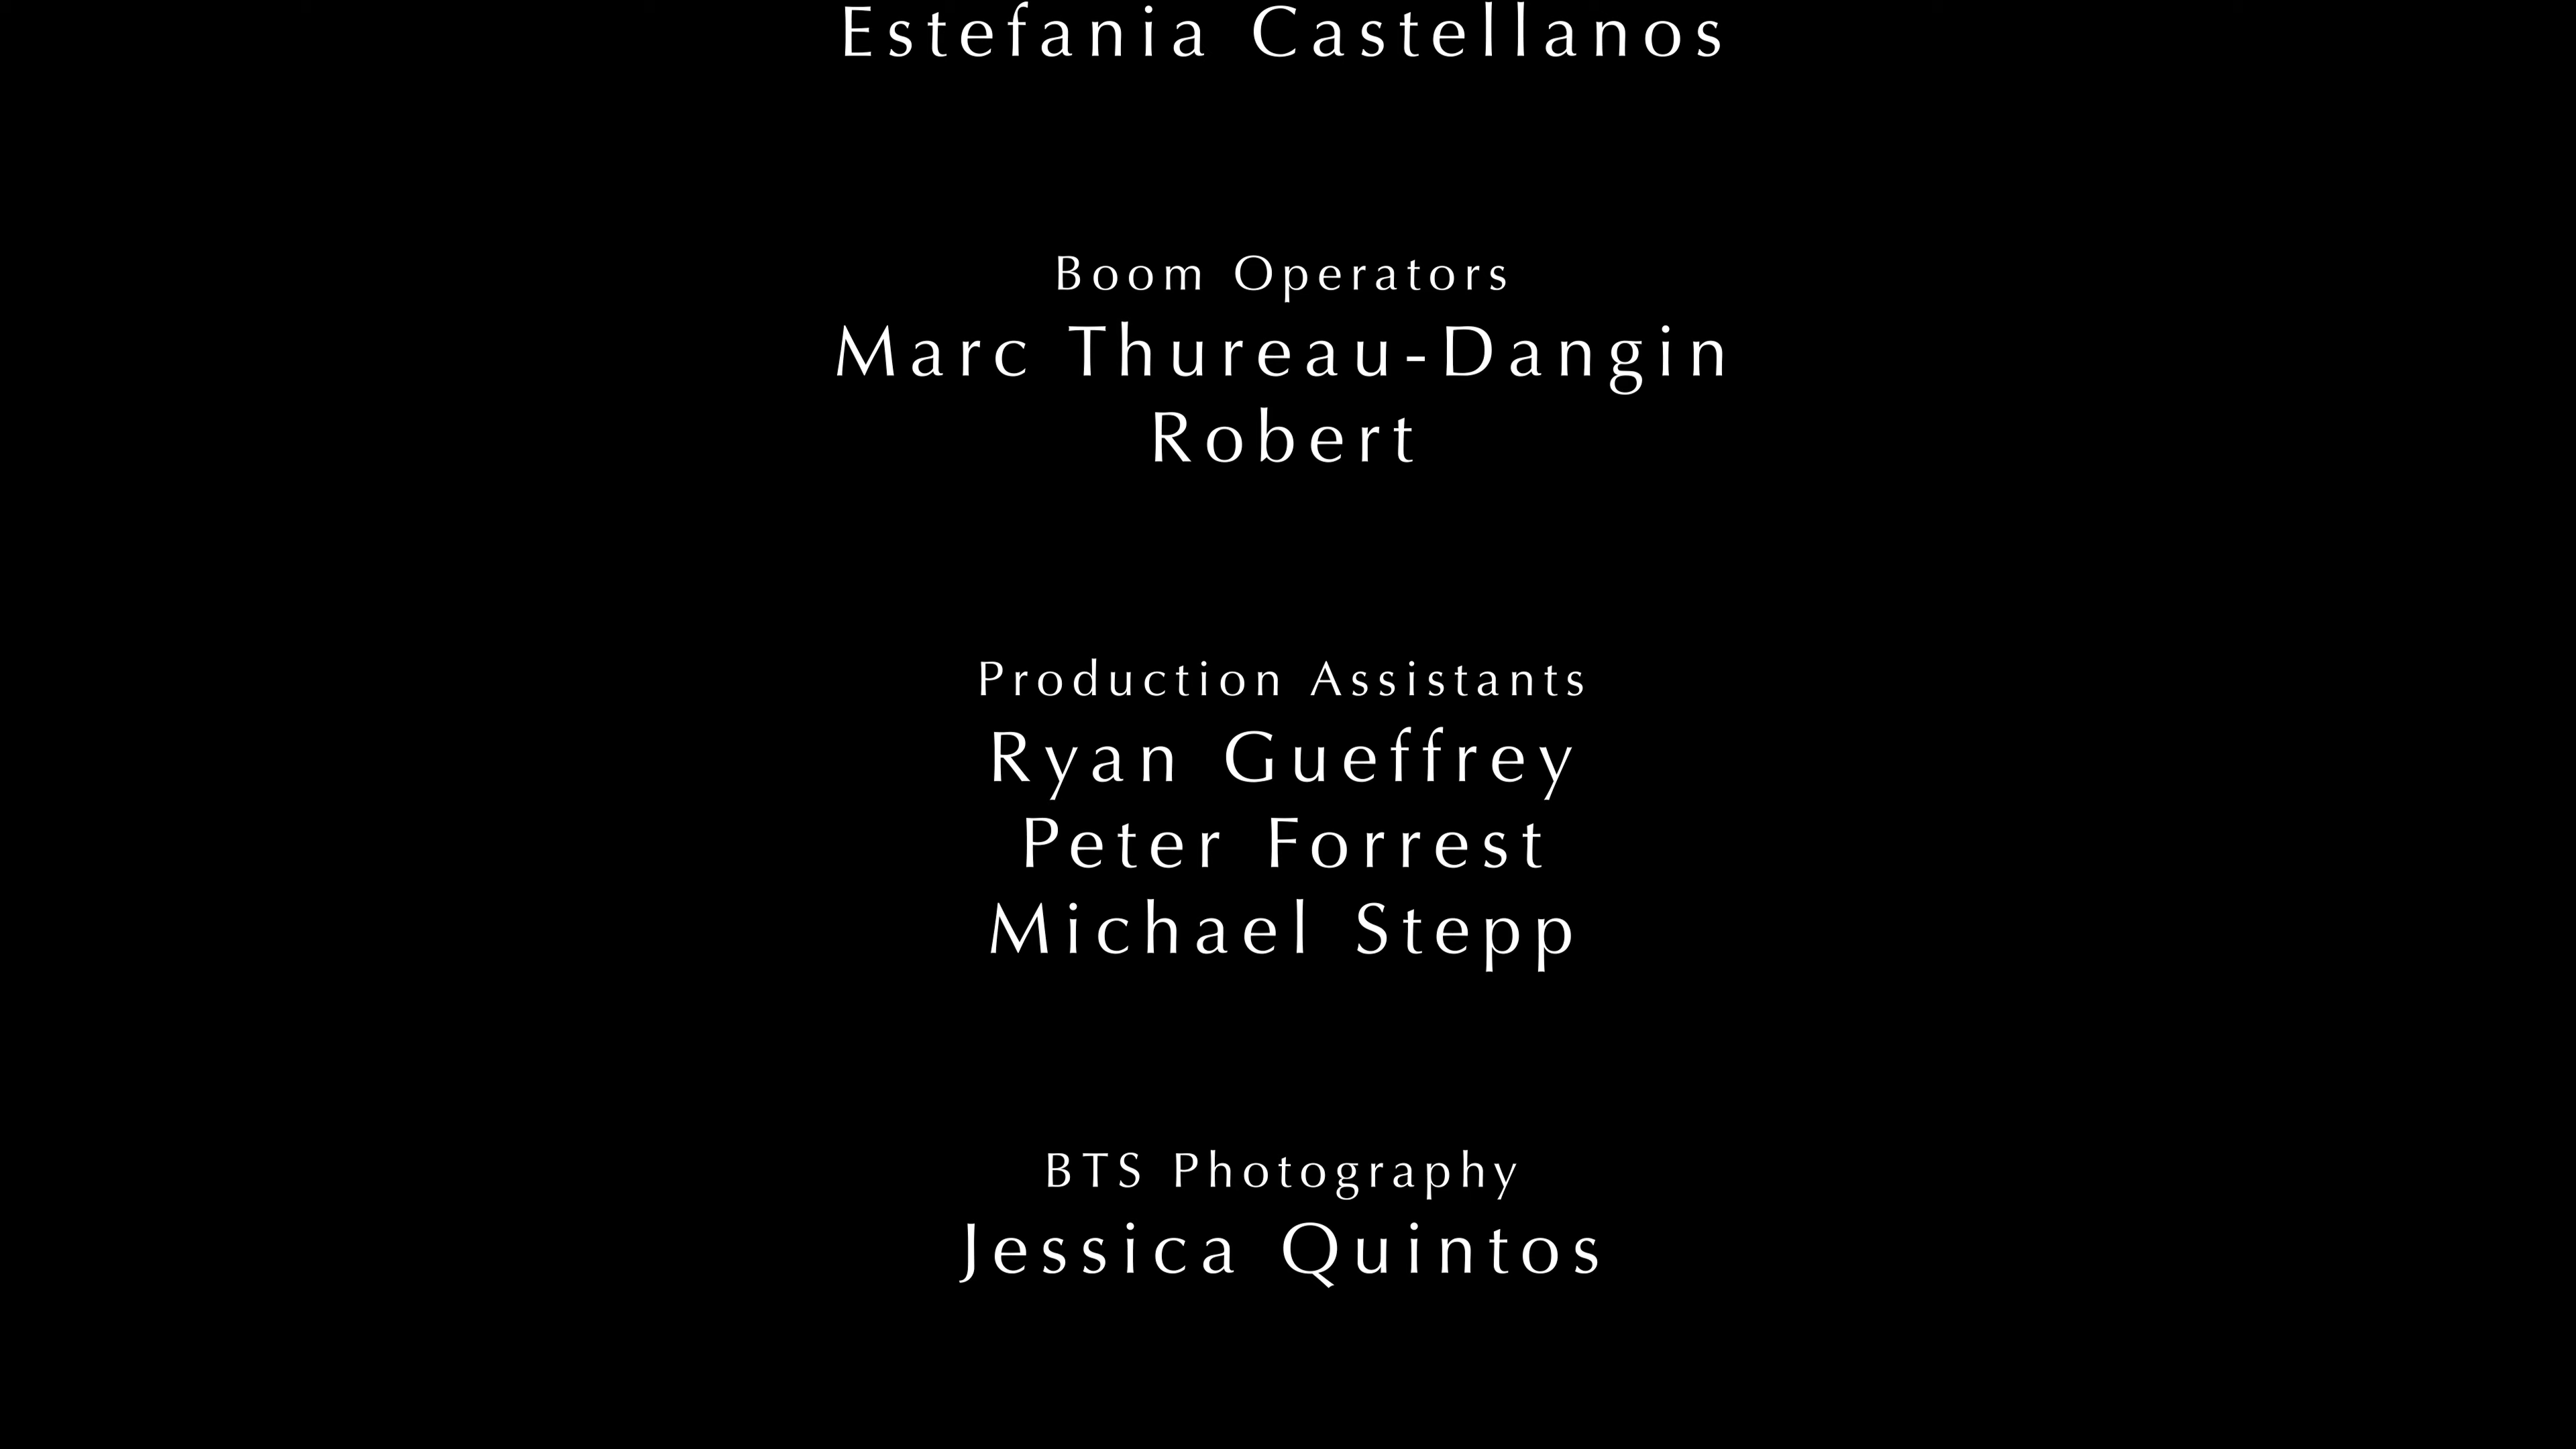 Estefania Castellanos
Boom Operators
Marc Thureau-Dangin
Robert
Production Assistants
Ryan Gueffrey
Peter Forrest
Michael Stepp
BTS Photography
Jessica Quintos